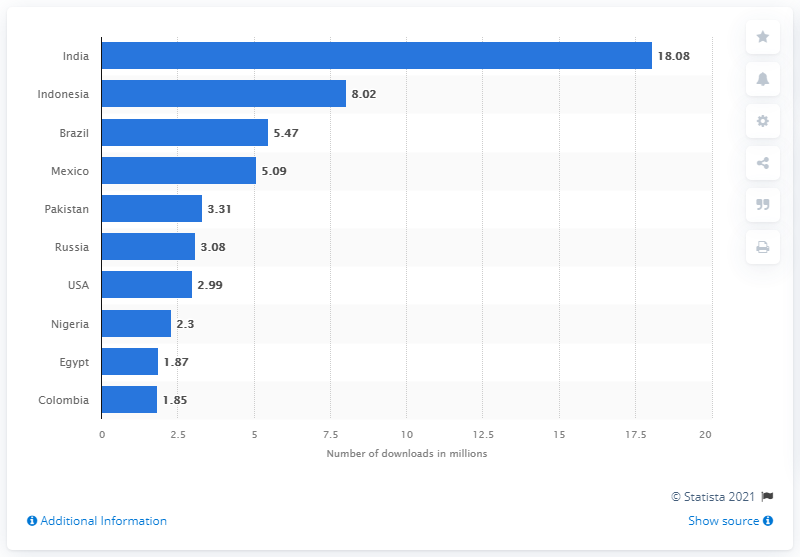 India 18.08
Indonesia 8.02
Brazil 5.47
Mexico 5.09
Pakistan 3.31
Russia 3.08
USA 2.99
Nigeria 2.3
Egypt 1.87
Colombia 1.85
0 2.5 5 7.5 10 12.5 15 17.5 20
Number of downloads in millions
© Statista 2021
Additional Information Show source